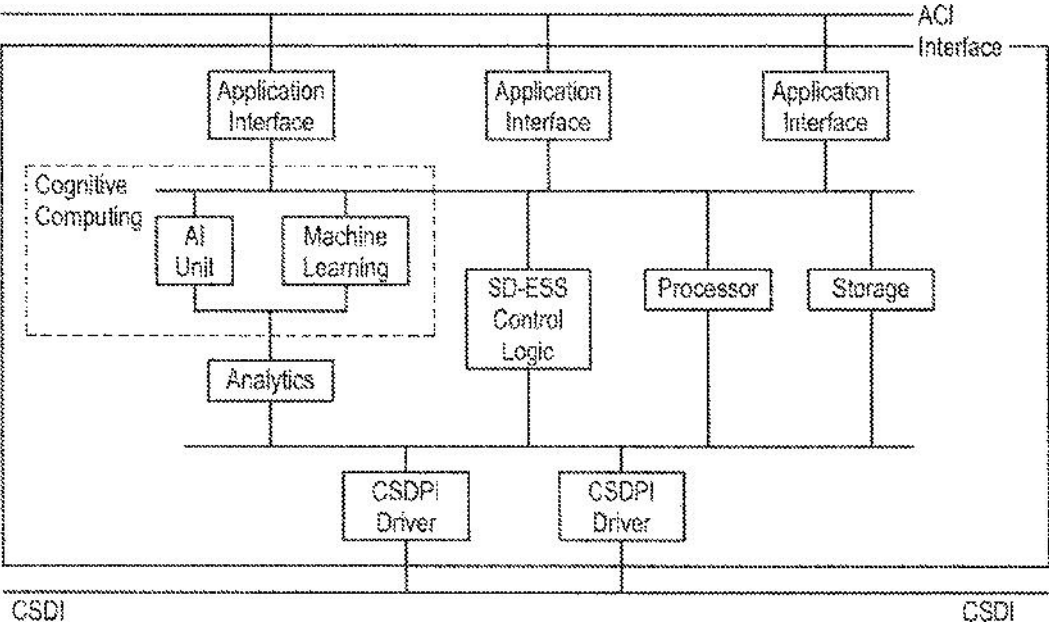 ACI
Interface
Application
Interface
Application
Interface
Application
Interface
Cognitive
Computing
AI
Unit
Machine
Learning
SD-ESS
Control
Logic
Processor
Storage
Analytics
CSDPI
Driver
CSDPI
Driver
CSDI
CSDI